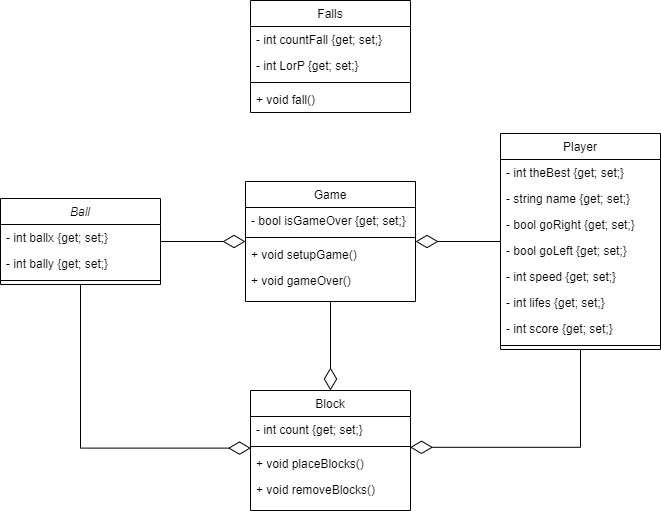 Falls
- int countFall {get; set;}
- int LorP {get; set;}
+ void fall()
Player
- int theBest {get; set;}
- string name {get; set;}
- bool goRight {get; set;}
- bool goLeft {get; set;}
- int speed {get; set;}
- int lifes {get; set;}
- int score {get; set;}
Game
- bool isGameOver {get; set;}
+ void setupGame()
+ void gameOver()
Ball
- int ballx {get; set;}
- int bally {get; set;}
Block
- int count {get; set;}
+ void placeBlocks()
+ void removeBlocks()